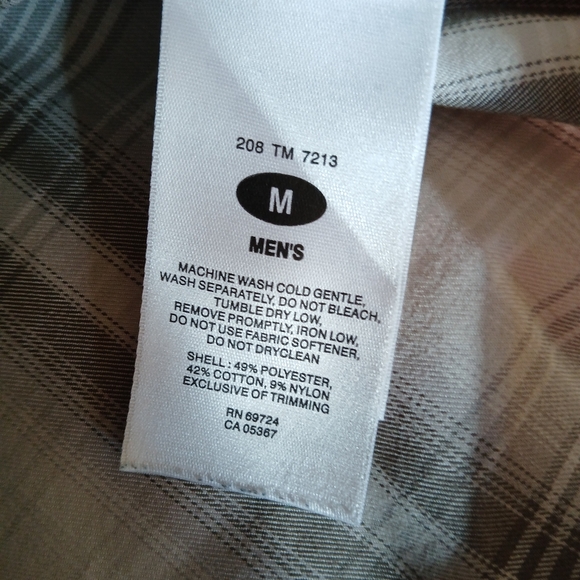 208 TM 7213
M
MEN'S
MACHINE WASH COLD GENTLE,
WASH SEPARATELY, DO NOT BLEACH,
TUMBLE DRY LOW,
REMOVE PROMPTLY, IRON LOW,
DO NOT USE FABRIC SOFTENER,
DO NOT DRYCLEAN
SHELL : 49% POLYESTER,
42% COTTON, 9% NYLON
EXCLUSIVE OF TRIMMING
RN 69724
CA 05367